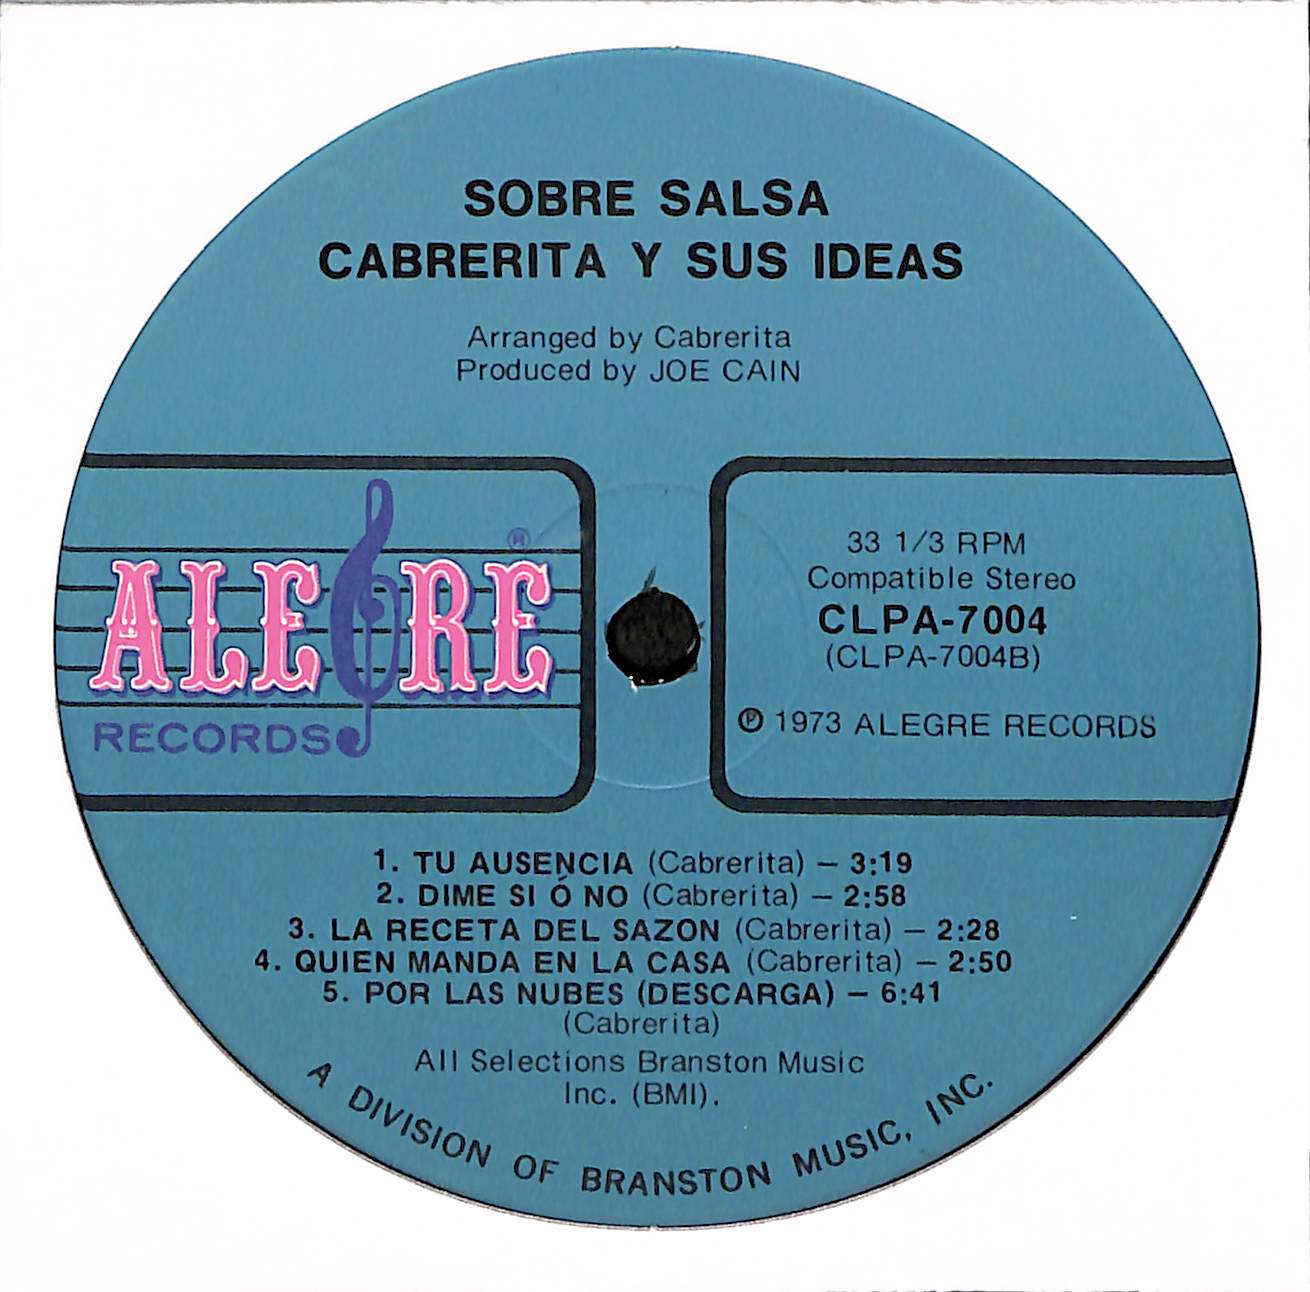 SOBRE SALSA
CABRERITA Y SUS IDEAS
Arranged by Cabrerita
Produced by JOE CAIN
ALEGRE ®
RECORDS
33 1/3 RPM
Compatible Stereo
CLPA-7004
(CLPA-7004B)
℗ 1973 ALEGRE RECORDS
1. TU AUSENCIA (Cabrerita) – 3:19
2. DIME SI Ó NO (Cabrerita) – 2:58
3. LA RECETA DEL SAZON (Cabrerita) – 2:28
4. QUIEN MANDA EN LA CASA (Cabrerita) – 2:50
5. POR LAS NUBES (DESCARGA) – 6:41
(Cabrerita)
All Selections Branston Music
Inc. (BMI).
A DIVISION OF BRANSTON MUSIC, INC.